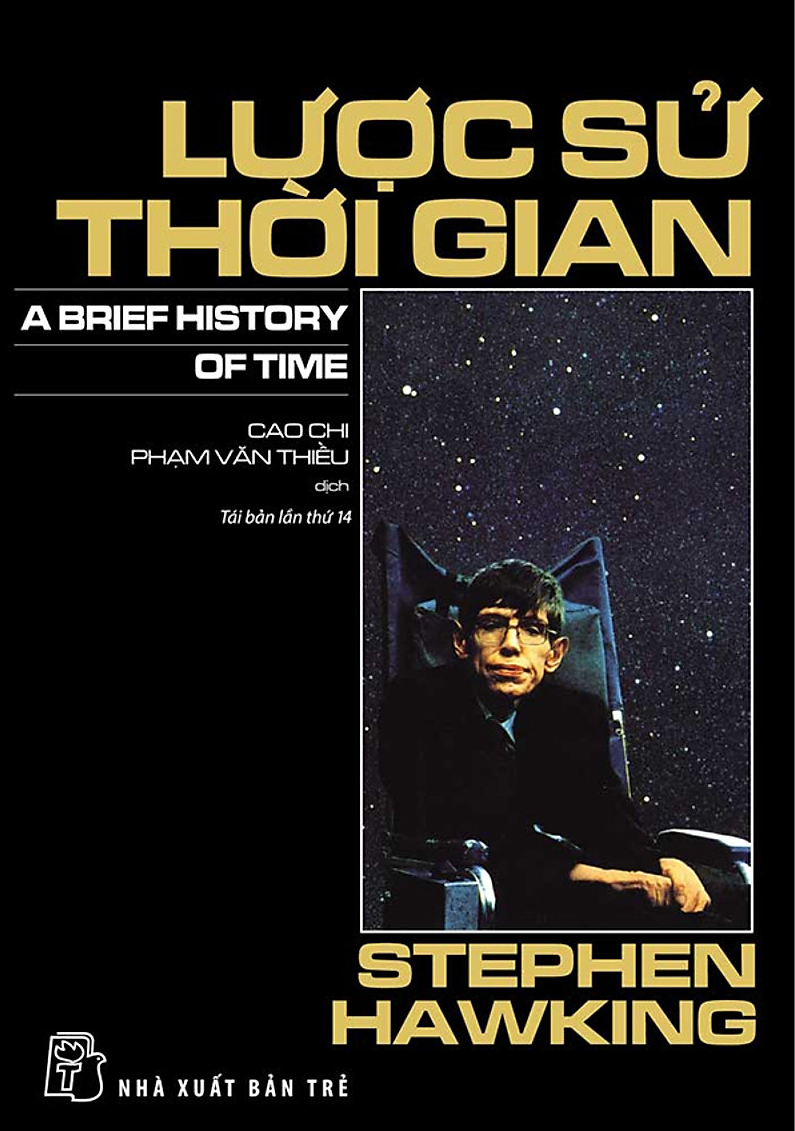 LƯỢC SỬ
THỜI GIAN
A BRIEF HISTORY
OF TIME
CAO CHI
PHẠM VĂN THIỀU
dịch
Tái bản lần thứ 14
STEPHEN
HAWKING
T
NHÀ XUẤT BẢN TRẺ